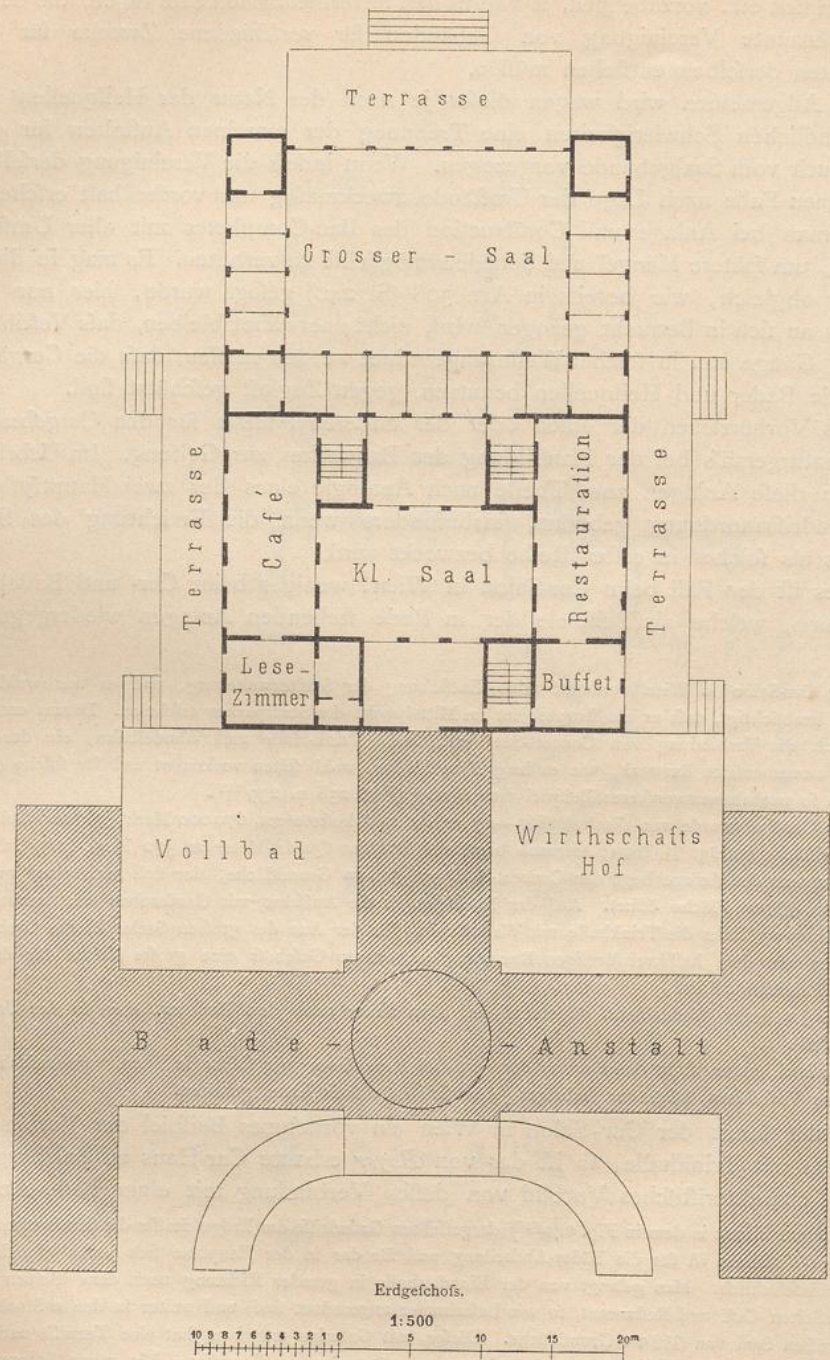 Terrasse
Grosser - Saal
Terrasse
Café
Kl. Saal
Restauration
Terrasse
Lese-
Zimmer
Buffet
Vollbad
Wirthschafts
Hof
Bade - Anstalt
Erdgeſchoſs.
1:500
10 9 8 7 6 5 4 3 2 1 0 5 10 15 20m